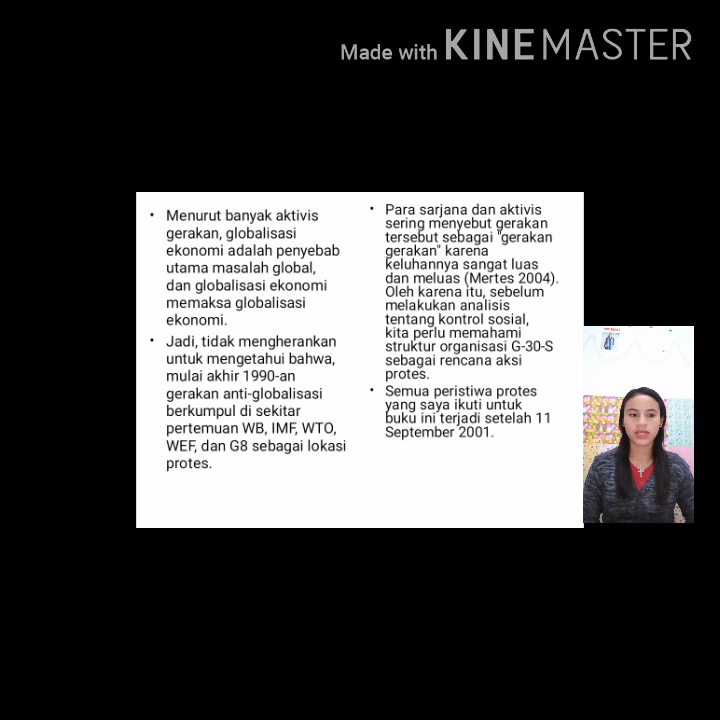 Made with KINEMASTER
• Menurut banyak aktivis
gerakan, globalisasi
ekonomi adalah penyebab
utama masalah global,
dan globalisasi ekonomi
memaksa globalisasi
ekonomi.
• Jadi, tidak mengherankan
untuk mengetahui bahwa,
mulai akhir 1990-an
gerakan anti-globalisasi
berkumpul di sekitar
pertemuan WB, IMF, WTO,
WEF, dan G8 sebagai lokasi
protes.
• Para sarjana dan aktivis
sering menyebut gerakan
tersebut sebagai "gerakan
gerakan" karena
keluhannya sangat luas
dan meluas (Mertes 2004).
Oleh karena itu, sebelum
melakukan analisis
tentang kontrol sosial,
kita perlu memahami
struktur organisasi G-30-S
sebagai rencana aksi
protes.
• Semua peristiwa protes
yang saya ikuti untuk
buku ini terjadi setelah 11
September 2001.